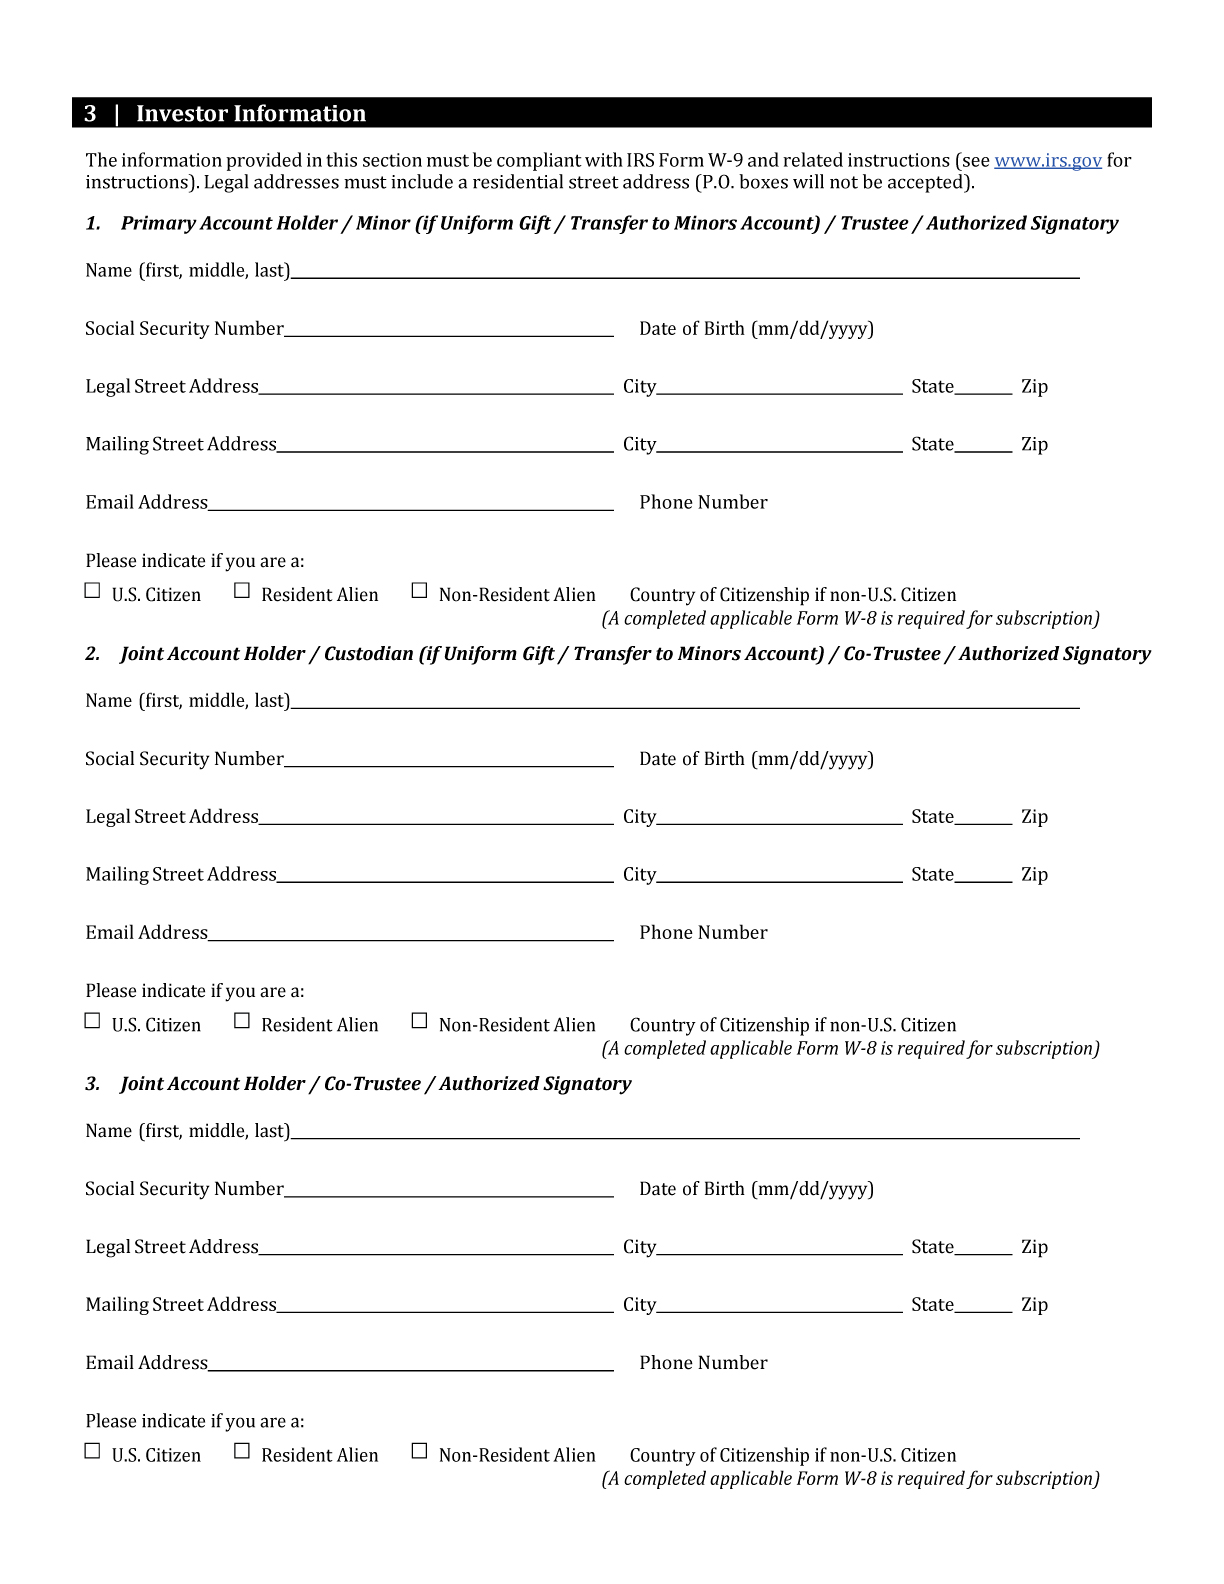 3 | Investor Information
The information provided in this section must be compliant with IRS Form W-9 and related instructions (see www.irs.gov for
instructions). Legal addresses must include a residential street address (P.O. boxes will not be accepted).
1. Primary Account Holder / Minor (if Uniform Gift / Transfer to Minors Account) / Trustee / Authorized Signatory
Name (first, middle, last)
Social Security Number Date of Birth (mm/dd/yyyy)
Legal Street Address City State Zip
Mailing Street Address City State Zip
Email Address Phone Number
Please indicate if you are a:
☐ U.S. Citizen ☐ Resident Alien ☐ Non-Resident Alien Country of Citizenship if non-U.S. Citizen
(A completed applicable Form W-8 is required for subscription)
2. Joint Account Holder / Custodian (if Uniform Gift / Transfer to Minors Account) / Co-Trustee / Authorized Signatory
Name (first, middle, last)
Social Security Number Date of Birth (mm/dd/yyyy)
Legal Street Address City State Zip
Mailing Street Address City State Zip
Email Address Phone Number
Please indicate if you are a:
☐ U.S. Citizen ☐ Resident Alien ☐ Non-Resident Alien Country of Citizenship if non-U.S. Citizen
(A completed applicable Form W-8 is required for subscription)
3. Joint Account Holder / Co-Trustee / Authorized Signatory
Name (first, middle, last)
Social Security Number Date of Birth (mm/dd/yyyy)
Legal Street Address City State Zip
Mailing Street Address City State Zip
Email Address Phone Number
Please indicate if you are a:
☐ U.S. Citizen ☐ Resident Alien ☐ Non-Resident Alien Country of Citizenship if non-U.S. Citizen
(A completed applicable Form W-8 is required for subscription)